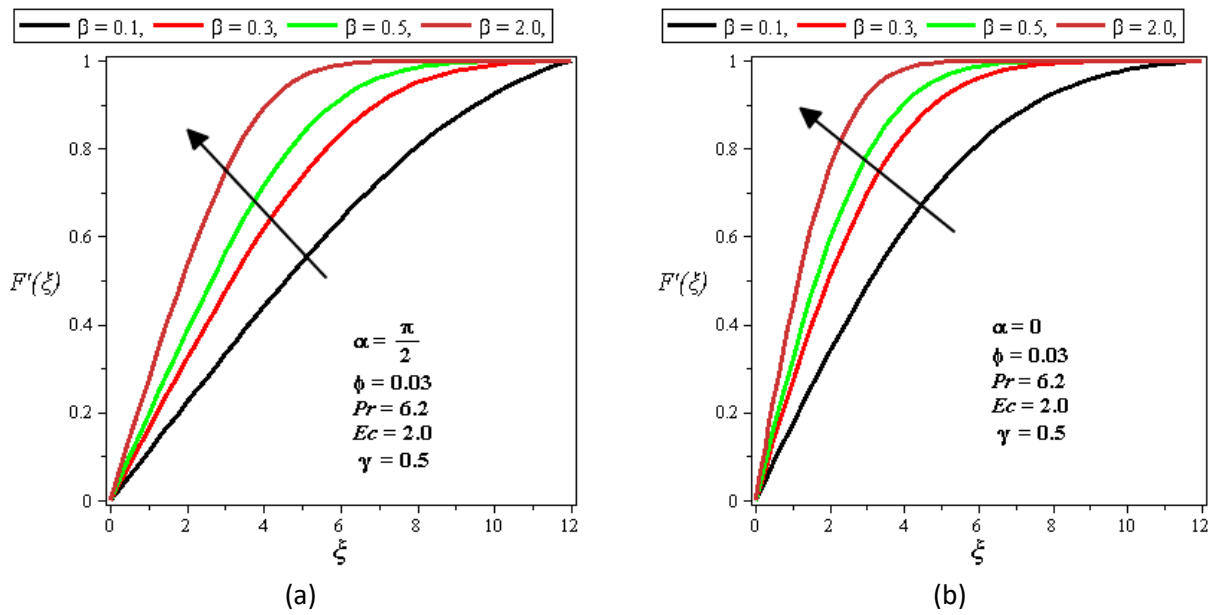 β = 0.1, β = 0.3, β = 0.5, β = 2.0,
1
0.8
0.6
F'(ξ)
0.4
0.2
0
α = π/2
ϕ = 0.03
Pr = 6.2
Ec = 2.0
γ = 0.5
0 2 4 6 8 10 12
ξ
(a)
β = 0.1, β = 0.3, β = 0.5, β = 2.0,
1
0.8
0.6
F'(ξ)
0.4
0.2
0
α = 0
ϕ = 0.03
Pr = 6.2
Ec = 2.0
γ = 0.5
0 2 4 6 8 10 12
ξ
(b)